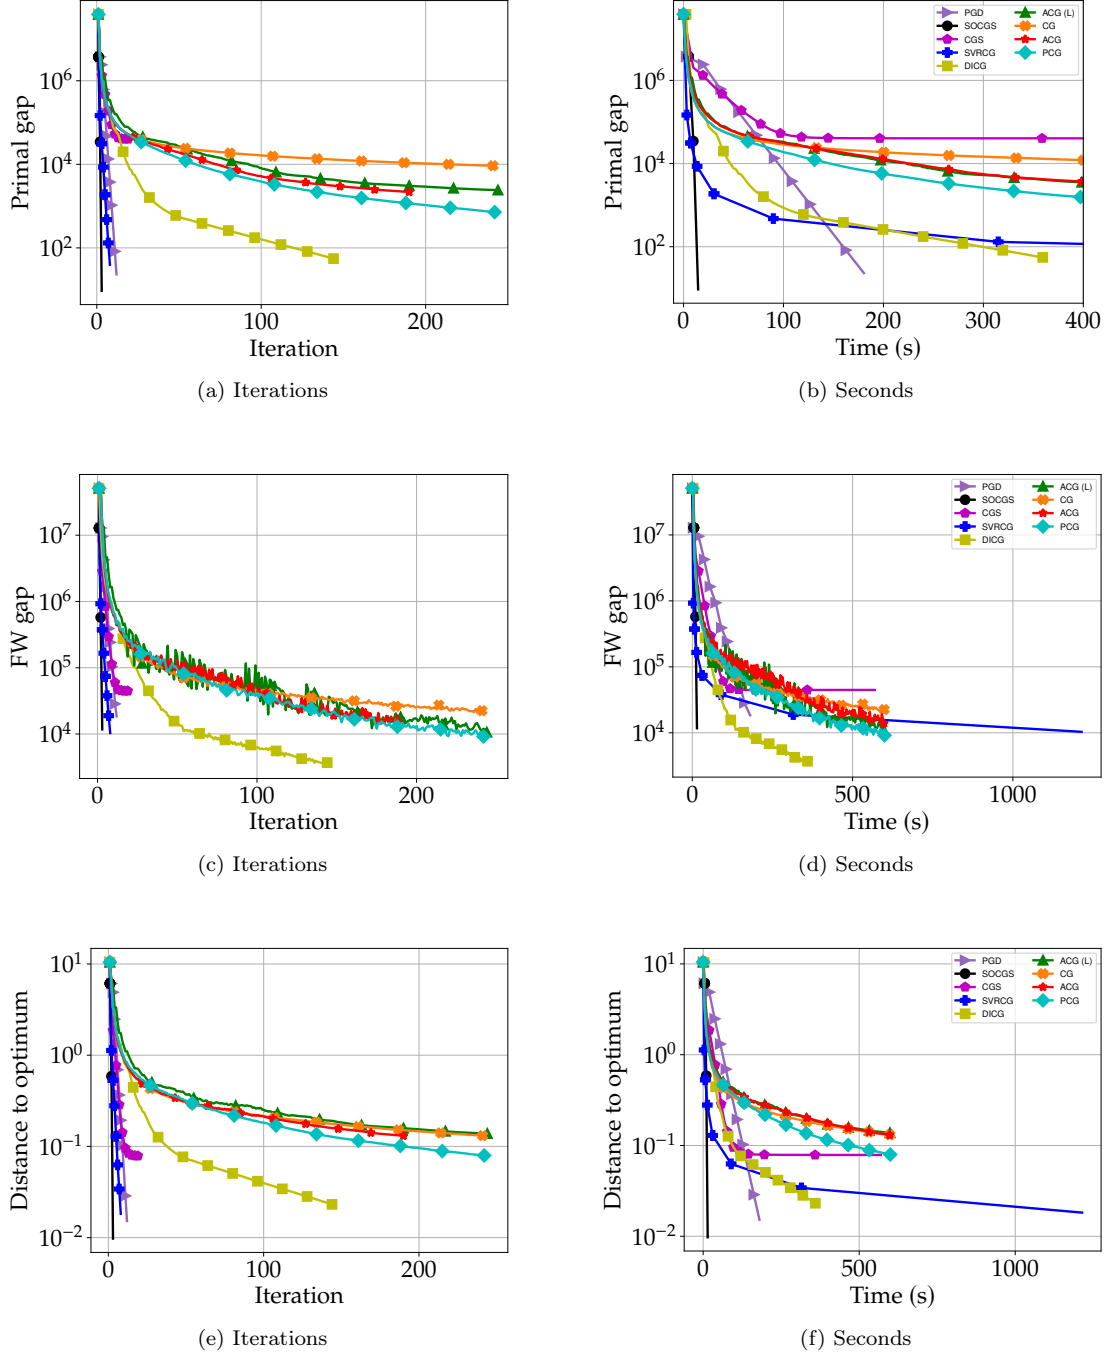 Primal gap
10^6
10^4
10^2
0
100
200
Iteration
(a) Iterations
Primal gap
10^6
10^4
10^2
0
100
200
300
400
Time (s)
PGD
SOCGS
CGS
SVRCG
DICG
ACG (L)
CG
ACG
PCG
(b) Seconds
FW gap
10^7
10^6
10^5
10^4
0
100
200
Iteration
(c) Iterations
FW gap
10^7
10^6
10^5
10^4
0
500
1000
Time (s)
PGD
SOCGS
CGS
SVRCG
DICG
ACG (L)
CG
ACG
PCG
(d) Seconds
Distance to optimum
10^1
10^0
10^−1
10^−2
0
100
200
Iteration
(e) Iterations
Distance to optimum
10^1
10^0
10^−1
10^−2
0
500
1000
Time (s)
PGD
SOCGS
CGS
SVRCG
DICG
ACG (L)
CG
ACG
PCG
(f) Seconds